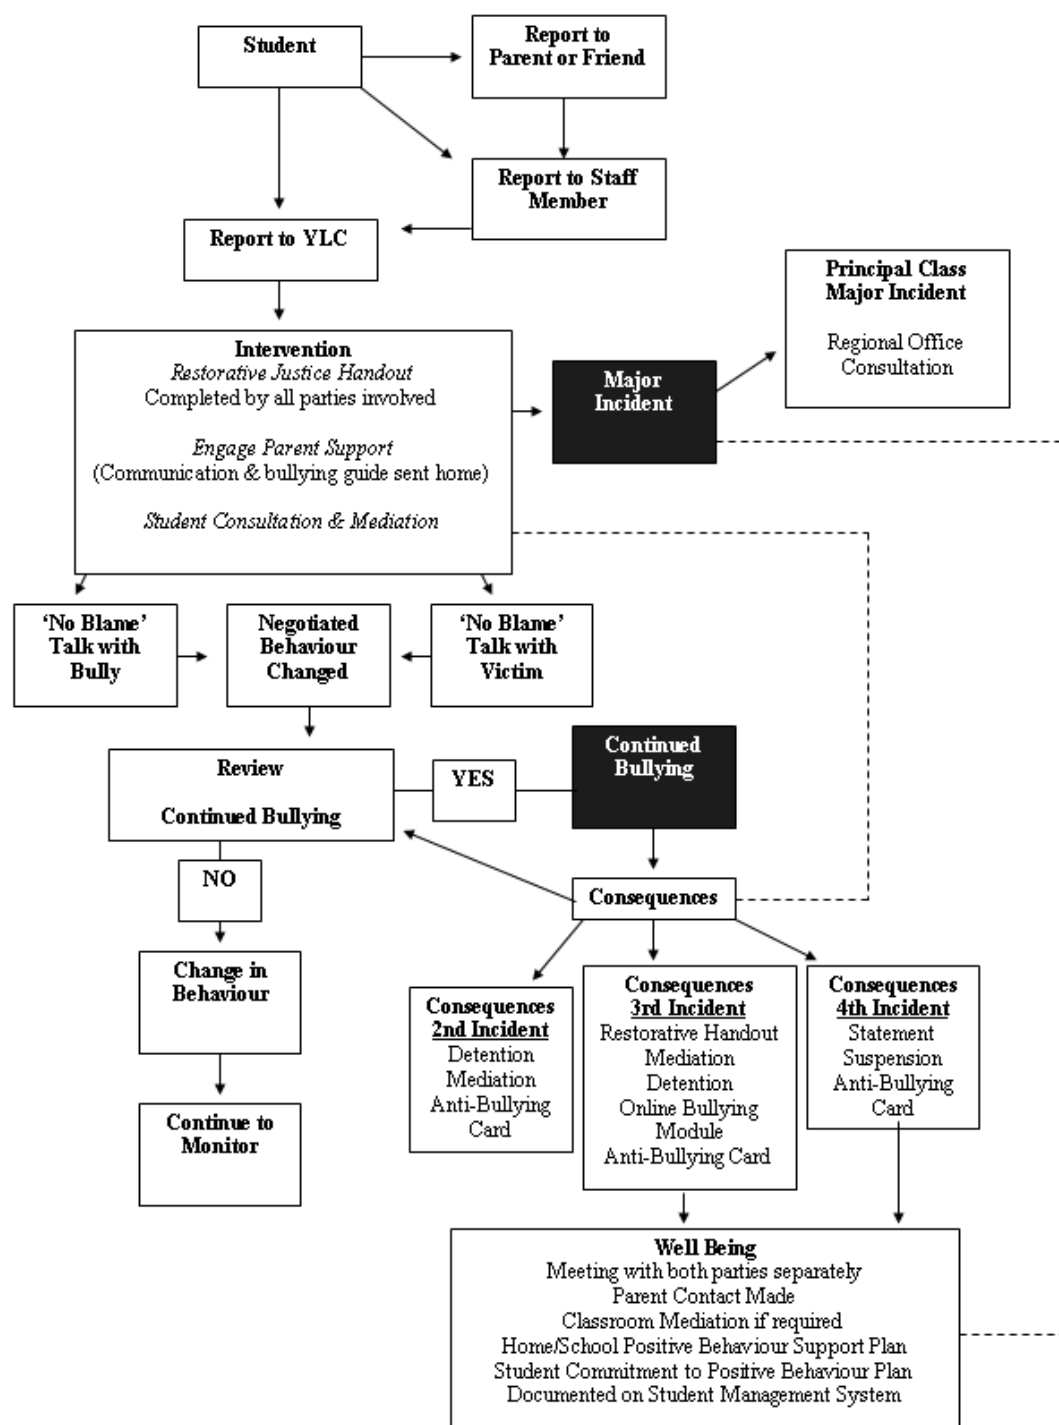 Student
Report to
Parent or Friend
Report to Staff
Member
Report to YLC
Principal Class
Major Incident
Regional Office
Consultation
Intervention
Restorative Justice Handout
Completed by all parties involved
Engage Parent Support
(Communication & bullying guide sent home)
Student Consultation & Mediation
Major
Incident
‘No Blame’
Talk with
Bully
Negotiated
Behaviour
Changed
‘No Blame’
Talk with
Victim
Review
Continued Bullying
YES
Continued
Bullying
NO
Consequences
Change in
Behaviour
Continue to
Monitor
Consequences
2nd Incident
Detention
Mediation
Anti-Bullying
Card
Consequences
3rd Incident
Restorative Handout
Mediation
Detention
Online Bullying
Module
Anti-Bullying Card
Consequences
4th Incident
Statement
Suspension
Anti-Bullying
Card
Well Being
Meeting with both parties separately
Parent Contact Made
Classroom Mediation if required
Home/School Positive Behaviour Support Plan
Student Commitment to Positive Behaviour Plan
Documented on Student Management System